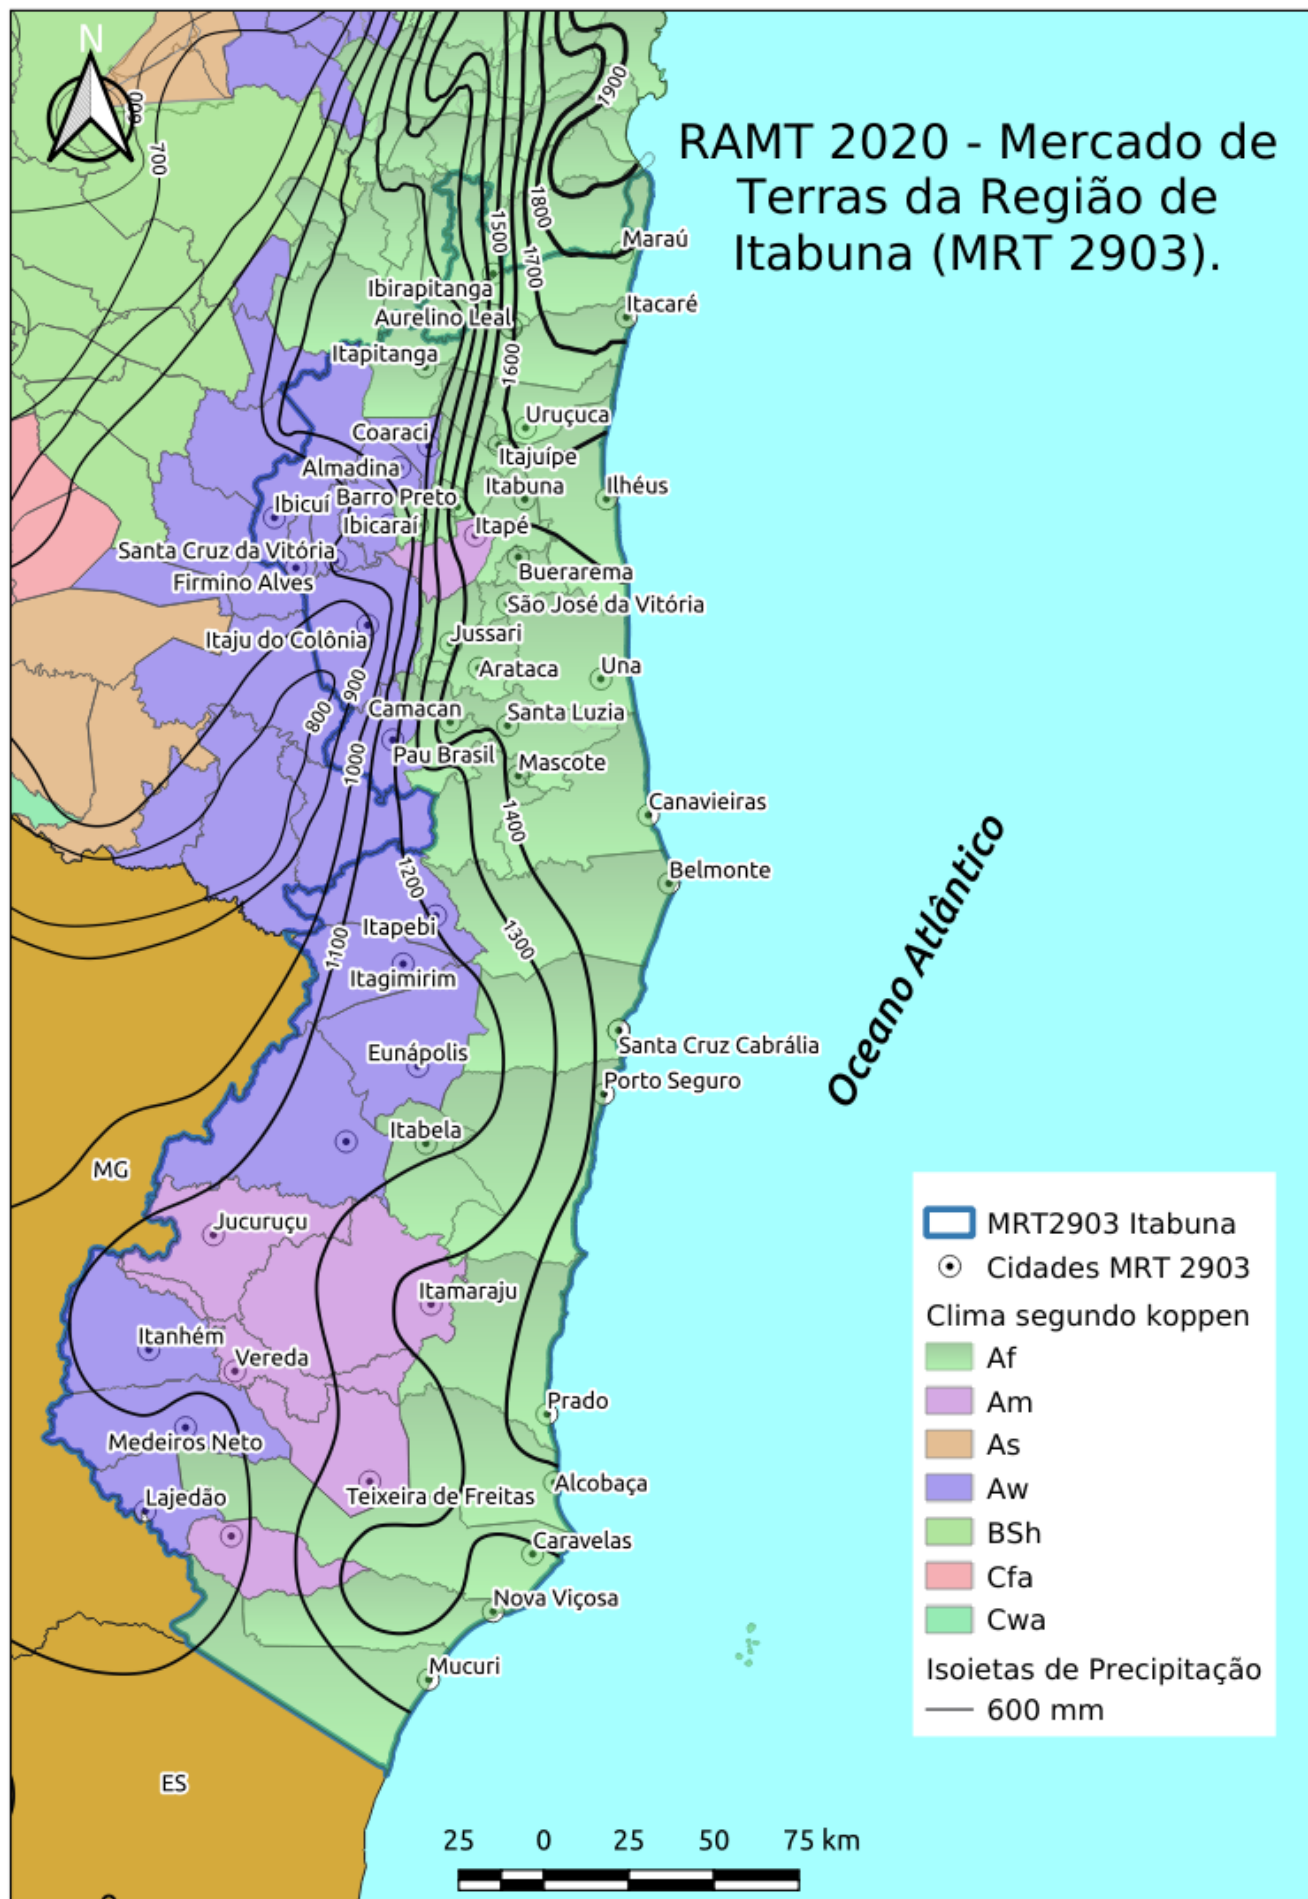 N
RAMT 2020 - Mercado de
Terras da Região de
Itabuna (MRT 2903).
1900
700
1800
1500
1700
Maraú
Ibirapitanga
Itacaré
Aurelino Leal
Itapitanga
1600
Uruçuca
Coaraci
Itajuípe
Almadina
Itabuna
Ilhéus
Barro Preto
Ibicuí
Ibicaraí
Itapé
Santa Cruz da Vitória
Buerarema
Firmino Alves
São José da Vitória
Itaju do Colônia
Jussari
Arataca
Una
900
800
Camacan
Santa Luzia
1000
Pau Brasil
Mascote
1400
Canavieiras
Belmonte
1200
Itapebi
1300
1100
Itagimirim
Oceano Atlântico
Santa Cruz Cabrália
Eunápolis
Porto Seguro
Itabela
MG
Jucuruçu
Itamaraju
Itanhém
Vereda
Prado
Medeiros Neto
Alcobaça
Lajedão
Teixeira de Freitas
Caravelas
Nova Viçosa
Mucuri
ES
MRT2903 Itabuna
Cidades MRT 2903
Clima segundo koppen
Af
Am
As
Aw
BSh
Cfa
Cwa
Isoietas de Precipitação
600 mm
25 0 25 50 75 km